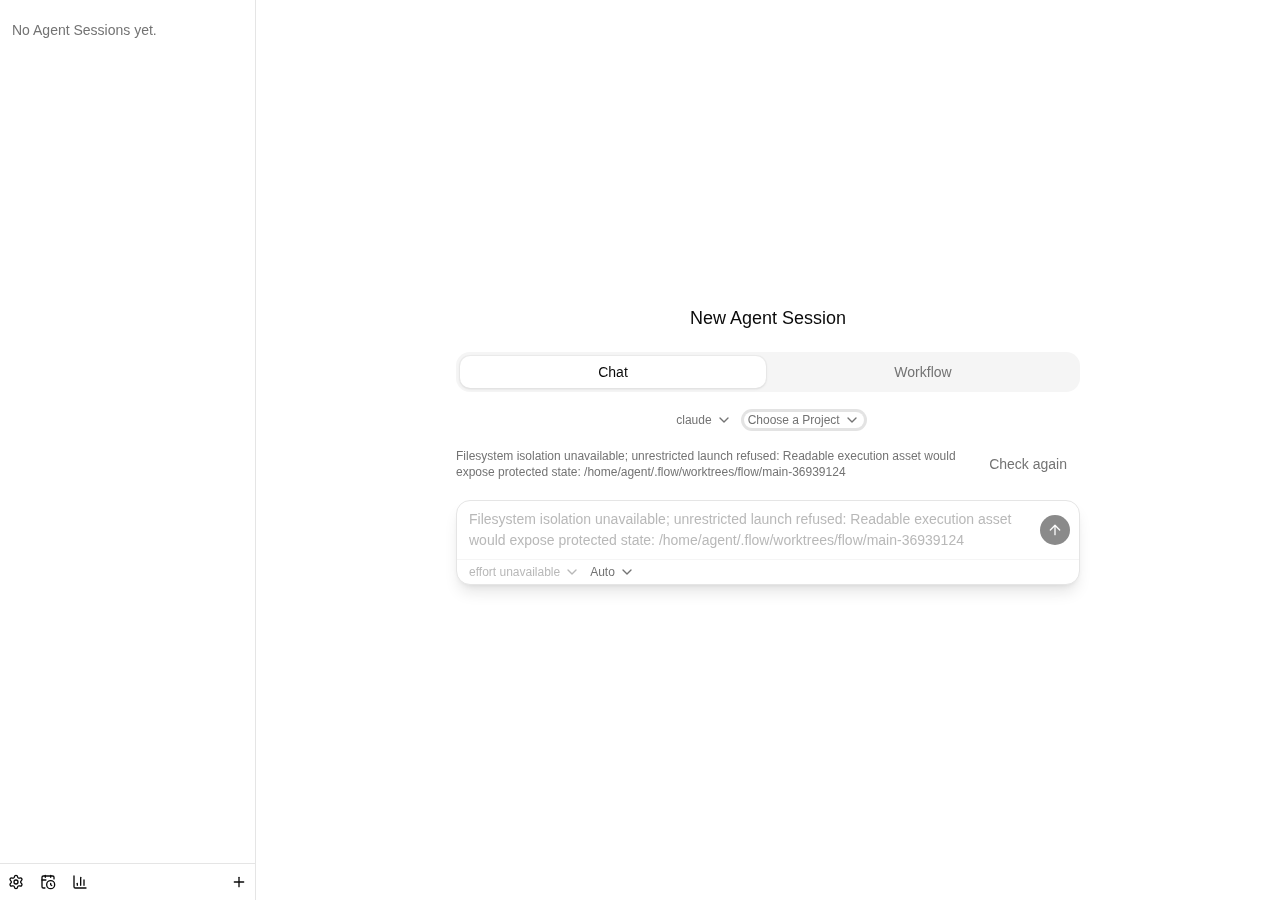 No Agent Sessions yet.
New Agent Session
Chat
Workflow
claude
Choose a Project
Filesystem isolation unavailable; unrestricted launch refused: Readable execution asset would
expose protected state: /home/agent/.flow/worktrees/flow/main-36939124
Check again
Filesystem isolation unavailable; unrestricted launch refused: Readable execution asset
would expose protected state: /home/agent/.flow/worktrees/flow/main-36939124
effort unavailable
Auto